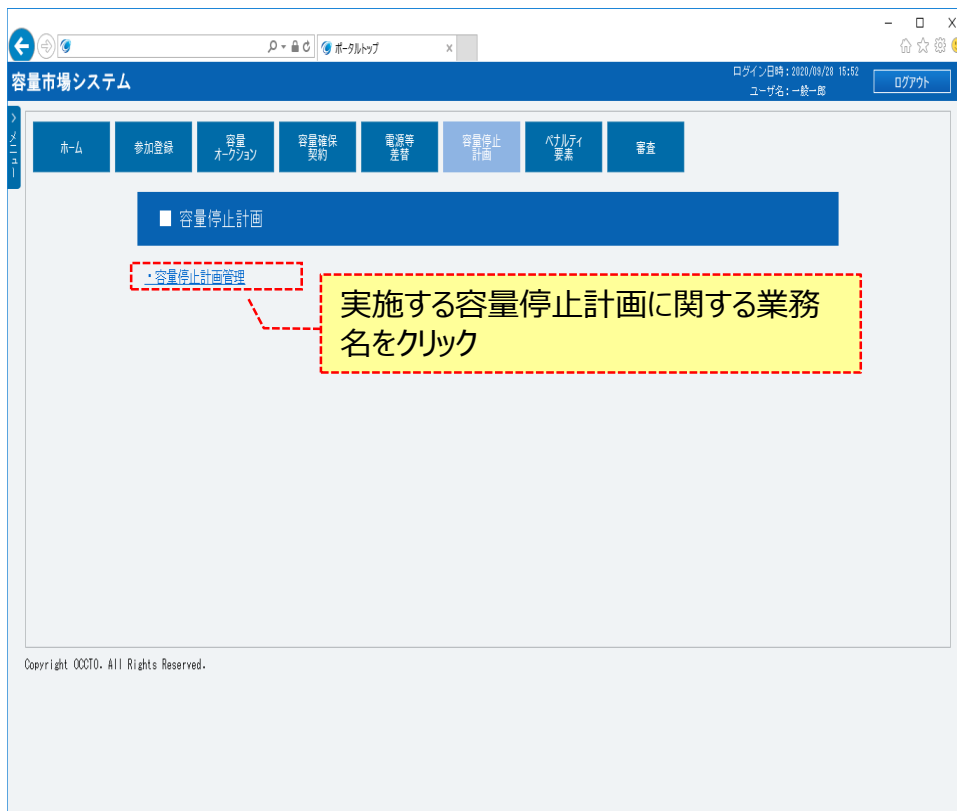 ポータルトップ
容量市場システム
ログイン日時:2020/09/28 15:52
ユーザ名:一般一郎
ログアウト
メニュー
ホーム
参加登録
容量
オークション
容量確保
契約
電源等
差替
容量停止
計画
ペナルティ
要素
審査
■ 容量停止計画
・容量停止計画管理
実施する容量停止計画に関する業務
名をクリック
Copyright OCCTO. All Rights Reserved.